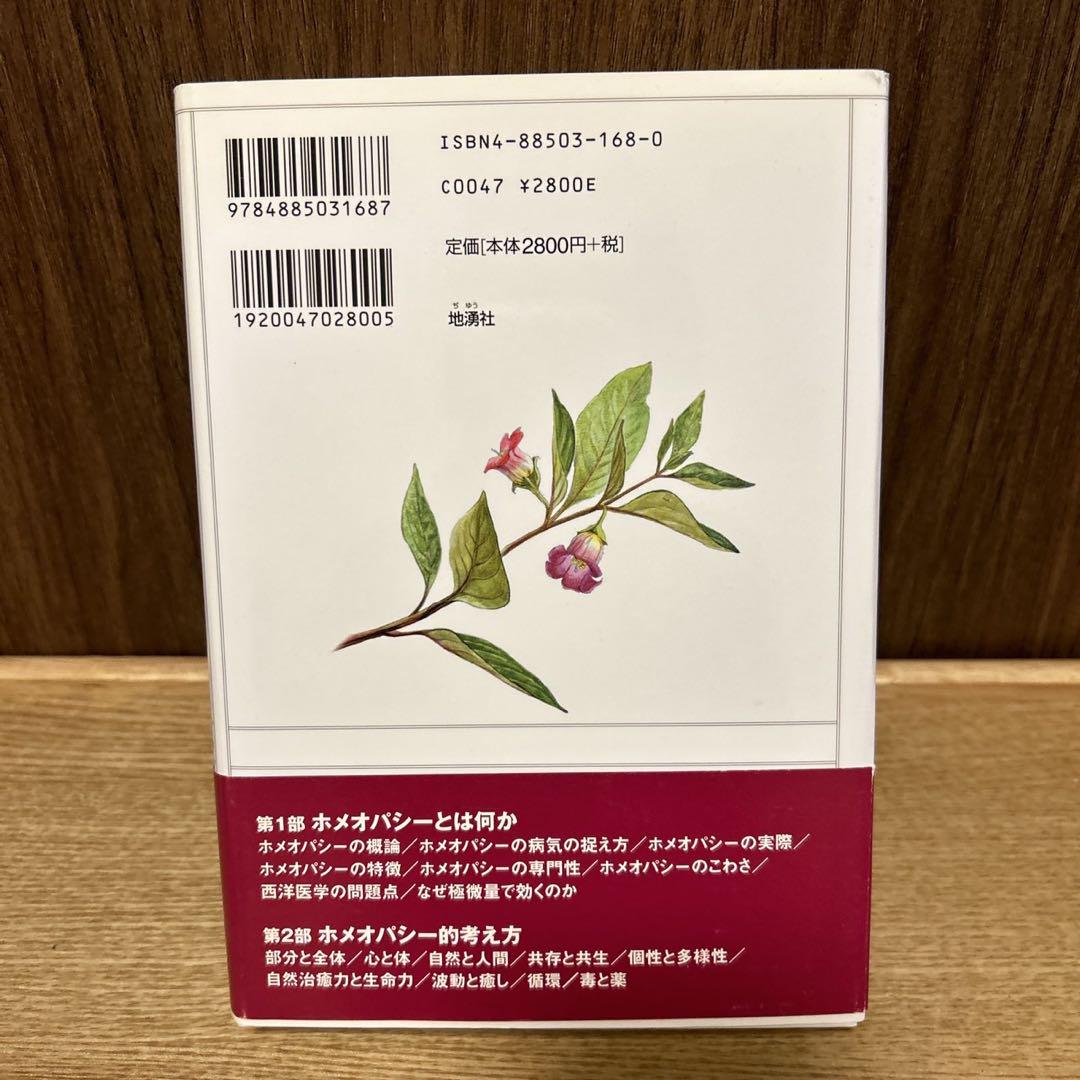 9784885031687
ISBN4-88503-168-0
C0047 ¥2800E
定価[本体2800円+税]
1920047028005
ぢ ゆう
地湧社
第1部 ホメオパシーとは何か
ホメオパシーの概論/ホメオパシーの病気の捉え方/ホメオパシーの実際/
ホメオパシーの特徴/ホメオパシーの専門性/ホメオパシーのこわさ/
西洋医学の問題点/なぜ極微量で効くのか
第2部 ホメオパシー的考え方
部分と全体/心と体/自然と人間/共存と共生/個性と多様性/
自然治癒力と生命力/波動と癒し/循環/毒と薬